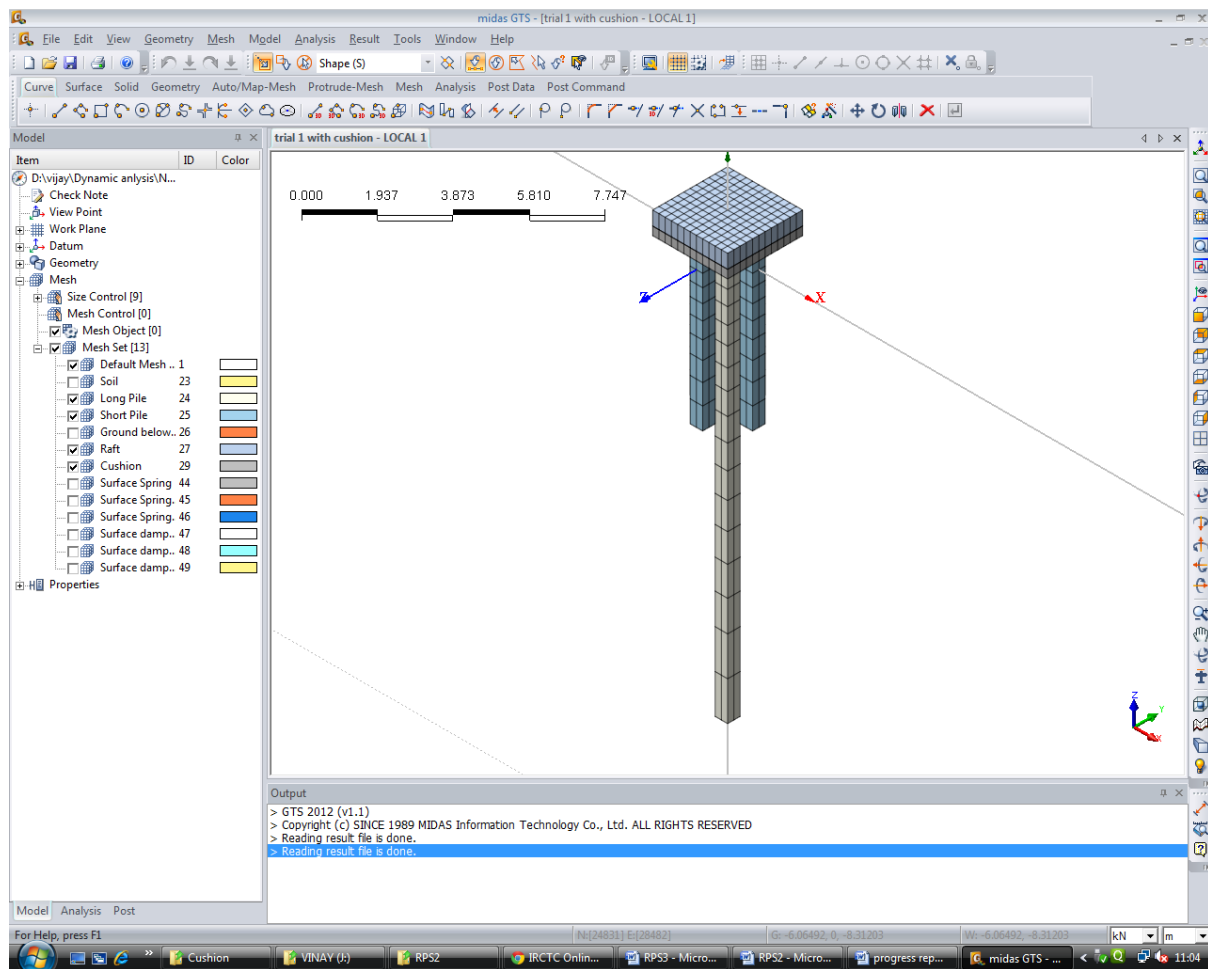 midas GTS - [trial 1 with cushion - LOCAL 1]
File Edit View Geometry Mesh Model Analysis Result Tools Window Help
Shape (S)
Curve Surface Solid Geometry Auto/Map-Mesh Protrude-Mesh Mesh Analysis Post Data Post Command
Model
trial 1 with cushion - LOCAL 1
Item ID Color
D:\vijay\Dynamic anlysis\N...
Check Note
View Point
Work Plane
Datum
Geometry
Mesh
Size Control [9]
Mesh Control [0]
Mesh Object [0]
Mesh Set [13]
Default Mesh .. 1
Soil 23
Long Pile 24
Short Pile 25
Ground below.. 26
Raft 27
Cushion 29
Surface Spring 44
Surface Spring. 45
Surface Spring. 46
Surface damp.. 47
Surface damp.. 48
Surface damp.. 49
Properties
0.000 1.937 3.873 5.810 7.747
Z X
Z
Y
X
Output
> GTS 2012 (v1.1)
> Copyright (c) SINCE 1989 MIDAS Information Technology Co., Ltd. ALL RIGHTS RESERVED
> Reading result file is done.
> Reading result file is done.
Model Analysis Post
For Help, press F1
N:[24831] E:[28482] G: -6.06492, 0, -8.31203 W: -6.06492, -8.31203 kN m
Cushion VINAY (J:) RPS2 IRCTC Onlin... RPS3 - Micro... RPS2 - Micro... progress rep... midas GTS - ... 11:04